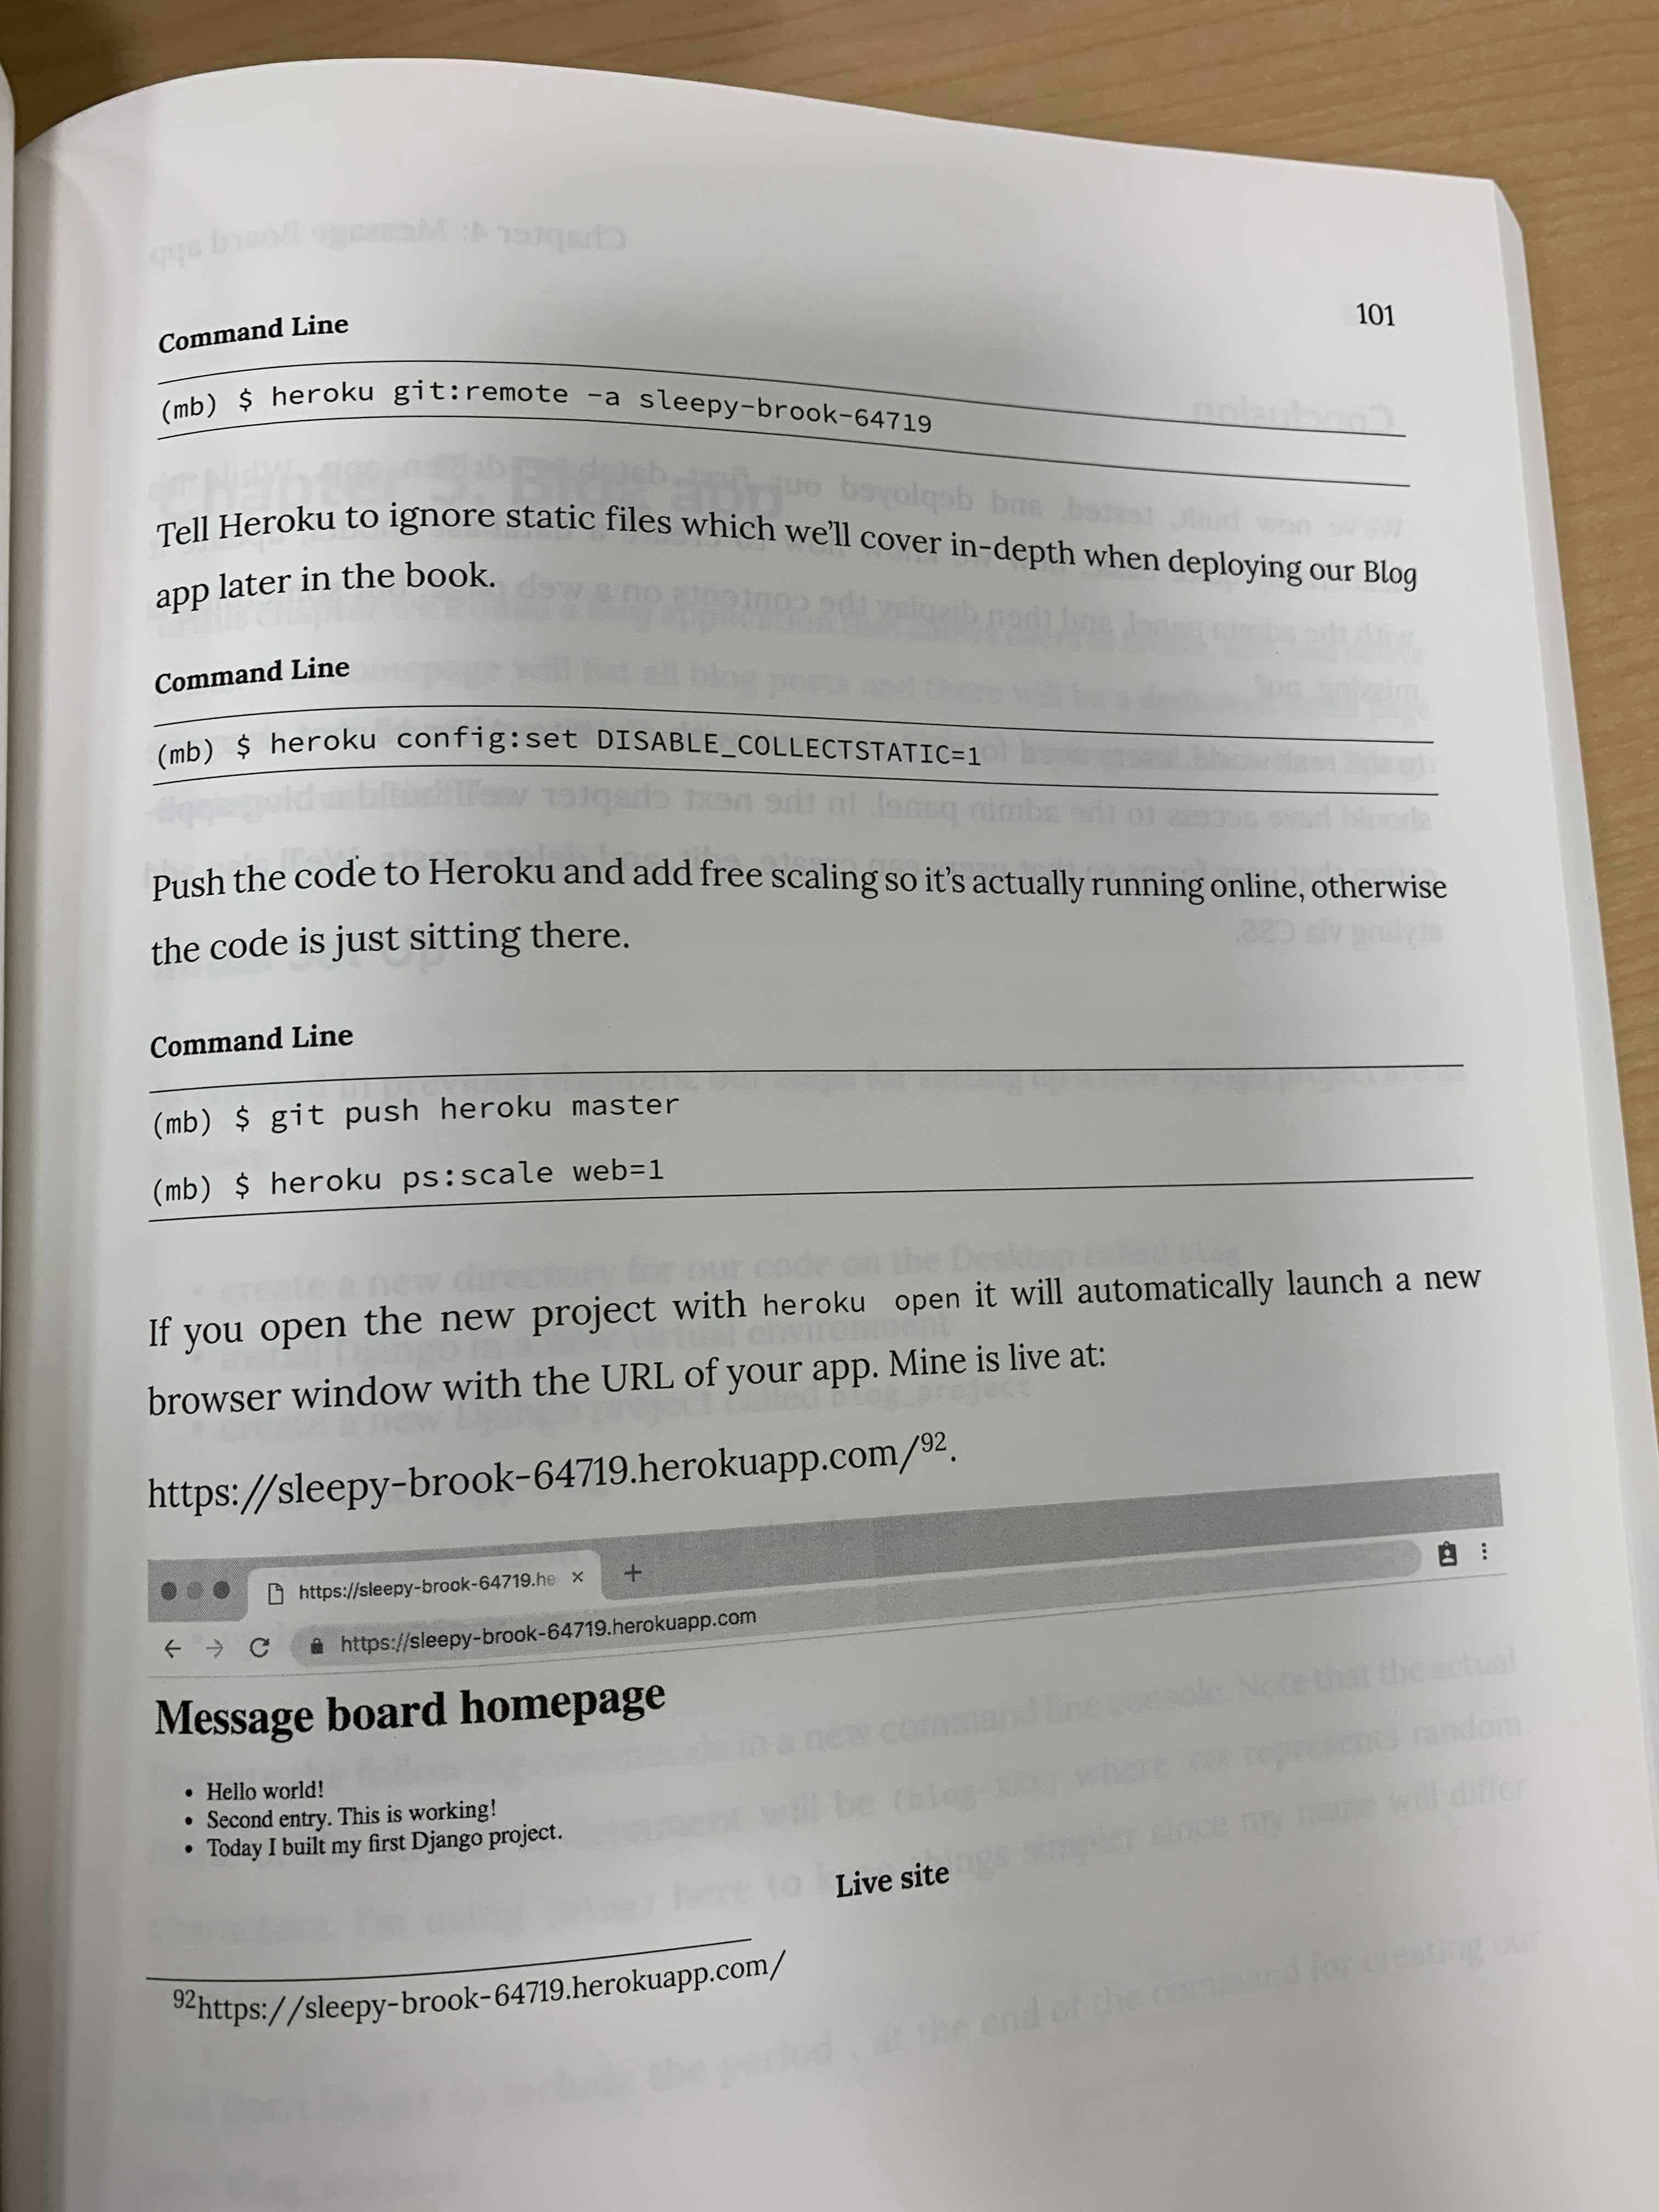 Chapter 4: Message Board app
101
Command Line
(mb) $ heroku git:remote -a sleepy-brook-64719
Conclusion
Tell Heroku to ignore static files which we'll cover in-depth when deploying our Blog
app later in the book.
Command Line
(mb) $ heroku config:set DISABLE_COLLECTSTATIC=1
Push the code to Heroku and add free scaling so it's actually running online, otherwise
the code is just sitting there.
Command Line
(mb) $ git push heroku master
(mb) $ heroku ps:scale web=1
If you open the new project with heroku open it will automatically launch a new
browser window with the URL of your app. Mine is live at:
https://sleepy-brook-64719.herokuapp.com/92.
https://sleepy-brook-64719.he × +
https://sleepy-brook-64719.herokuapp.com
Message board homepage
• Hello world!
• Second entry. This is working!
• Today I built my first Django project.
Live site
92https://sleepy-brook-64719.herokuapp.com/